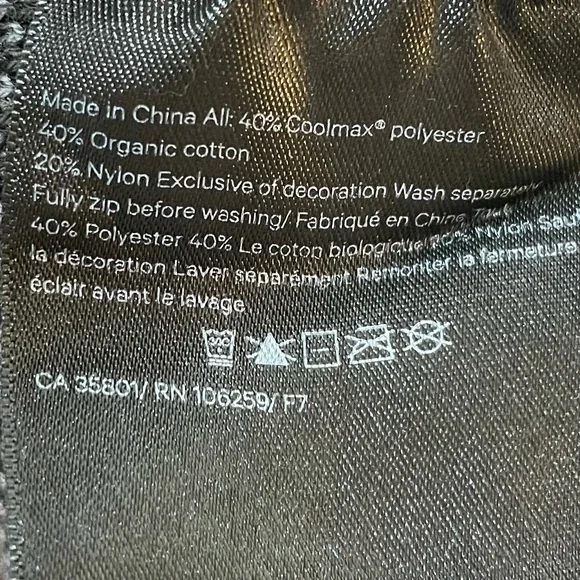 Made in China All: 40% Coolmax® polyester
40% Organic cotton
20% Nylon Exclusive of decoration Wash separately
Fully zip before washing/ Fabriqué en Chine
40% Polyester 40% Le coton biologique 20% Nylon
la décoration Laver séparément Remonter la fermeture
éclair avant le lavage
CA 35801/ RN 106259/ F7